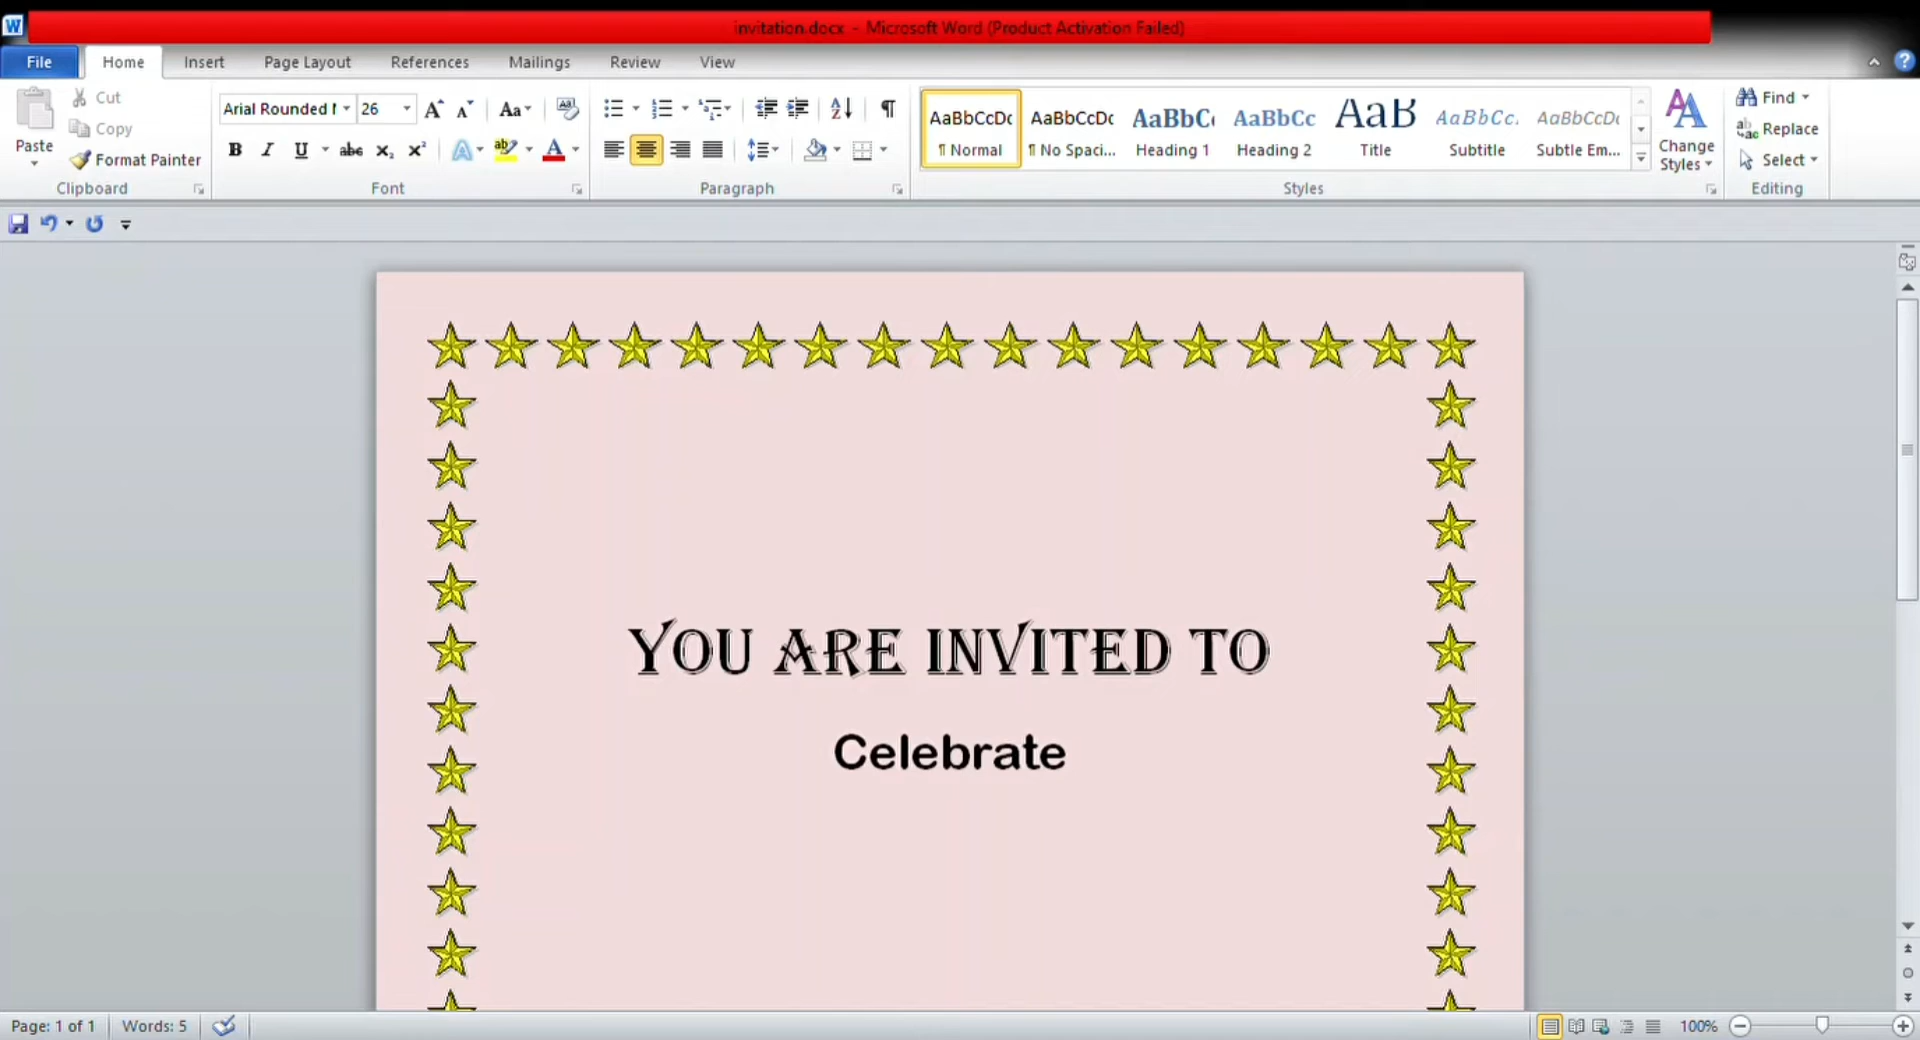 invitation.docx - Microsoft Word (Product Activation Failed)
File Home Insert Page Layout References Mailings Review View
Paste
Cut
Copy
Format Painter
Clipboard
Arial Rounded 26
Font
Paragraph
AaBbCcDc AaBbCcDc AaBbC AaBbCc AaB AaBbCc. AaBbCcDc
¶ Normal ¶ No Spaci... Heading 1 Heading 2 Title Subtitle Subtle Em...
Change Styles
Styles
Find
Replace
Select
Editing
YOU ARE INVITED TO
Celebrate
Page: 1 of 1 Words: 5 100%